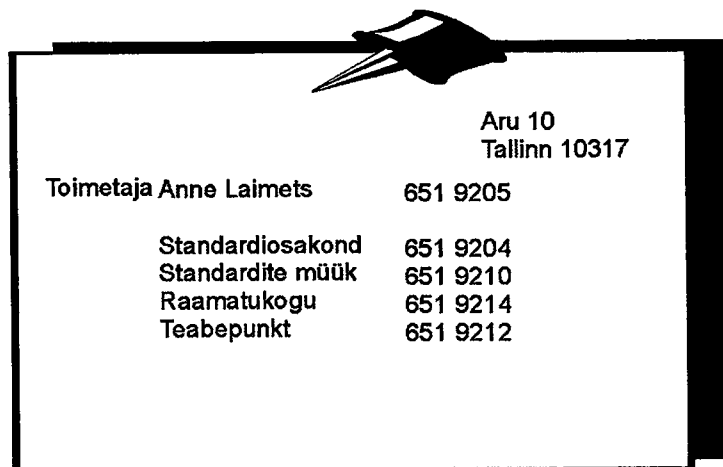 Aru 10
Tallinn 10317
Toimetaja Anne Laimets 651 9205
Standardiosakond 651 9204
Standardite müük 651 9210
Raamatukogu 651 9214
Teabepunkt 651 9212